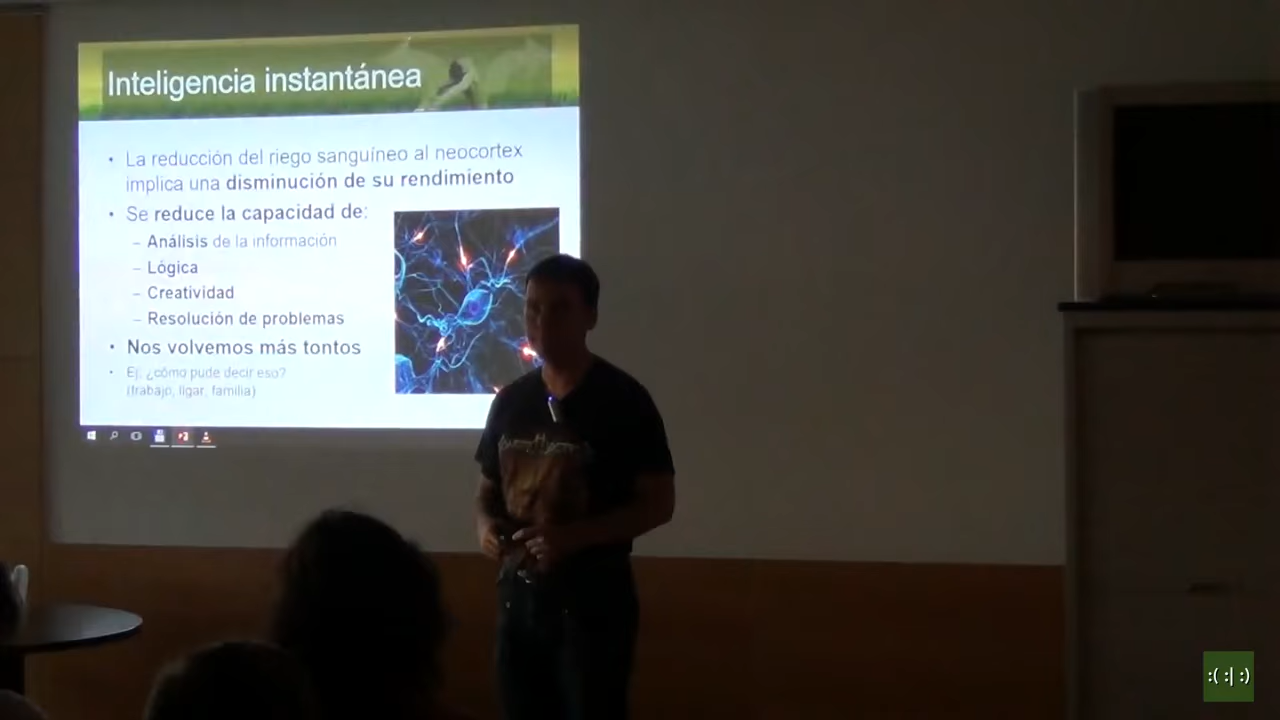 Inteligencia instantánea
• La reducción del riego sanguíneo al neocortex
implica una disminución de su rendimiento
• Se reduce la capacidad de:
– Análisis de la información
– Lógica
– Creatividad
– Resolución de problemas
• Nos volvemos más tontos
• Ej: ¿cómo pude decir eso?
(trabajo, ligar, familia)
:( :| :)